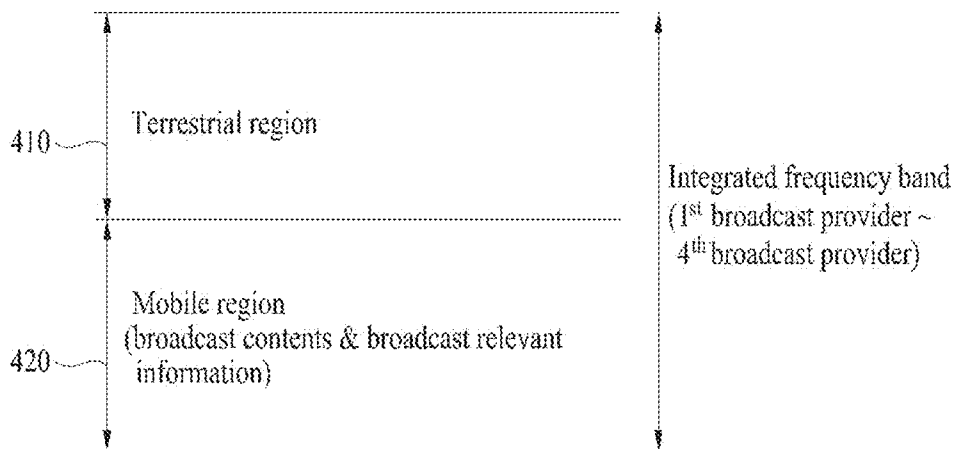 410
Terrestrial region
Integrated frequency band
(1st broadcast provider ~
4th broadcast provider)
420
Mobile region
(broadcast contents & broadcast relevant
information)